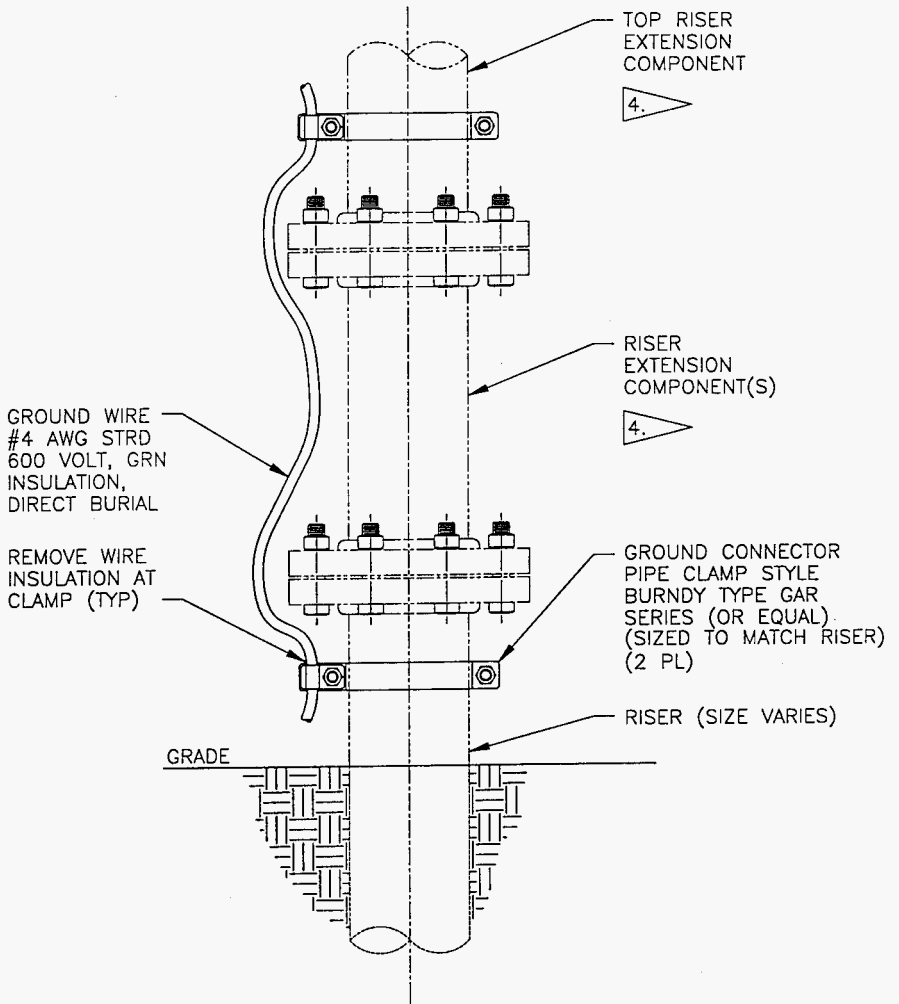 TOP RISER
EXTENSION
COMPONENT
4.
RISER
EXTENSION
COMPONENT(S)
4.
GROUND WIRE
#4 AWG STRD
600 VOLT, GRN
INSULATION,
DIRECT BURIAL
REMOVE WIRE
INSULATION AT
CLAMP (TYP)
GROUND CONNECTOR
PIPE CLAMP STYLE
BURNDY TYPE GAR
SERIES (OR EQUAL)
(SIZED TO MATCH RISER)
(2 PL)
RISER (SIZE VARIES)
GRADE